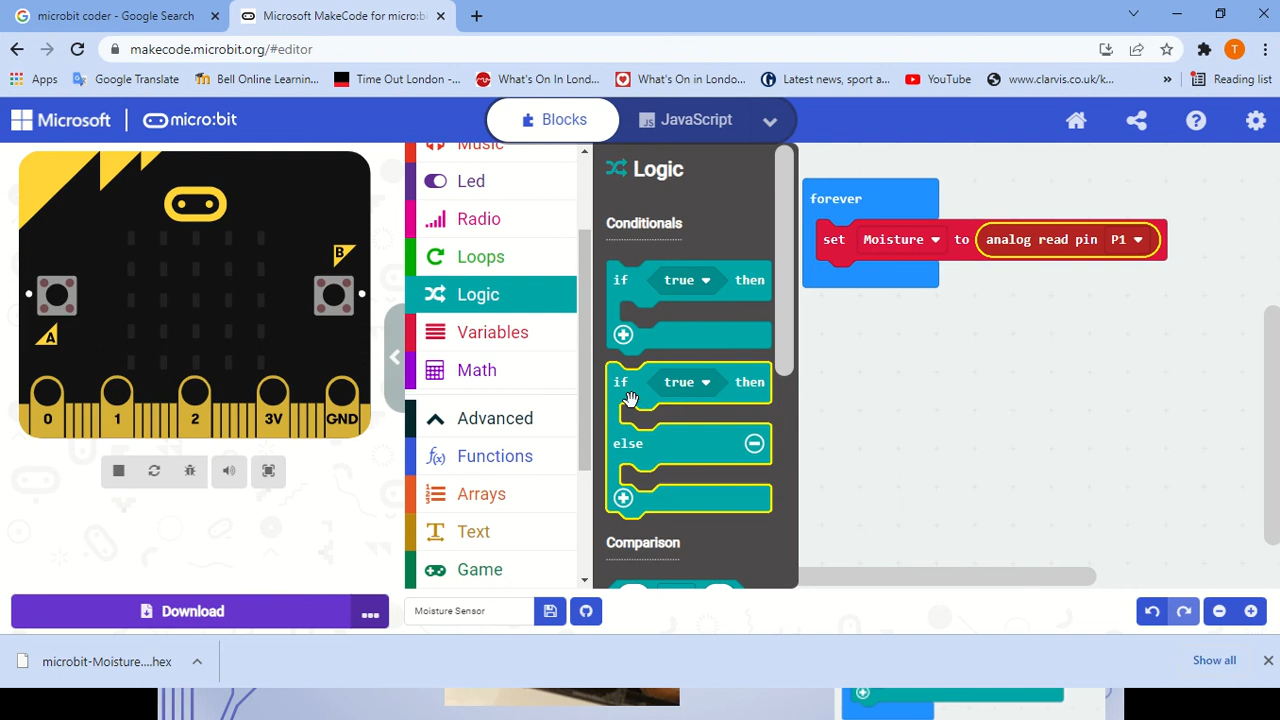 microbit coder - Google Search
Microsoft MakeCode for micro:bi
makecode.microbit.org/#editor
T
Apps
Google Translate
Bell Online Learnin...
Time Out London -...
What's On In Lond...
What's on in Londo...
Latest news, sport a...
YouTube
www.clarvis.co.uk/k...
»
Reading list
Microsoft
micro:bit
Blocks
JavaScript
Music
Led
Radio
Loops
Logic
Variables
Math
Advanced
Functions
Arrays
Text
Game
Logic
Conditionals
if true then
if true then
else
Comparison
forever
set Moisture to analog read pin P1
B
A
0 1 2 3V GND
Download
...
Moisture Sensor
microbit-Moisture....hex
Show all